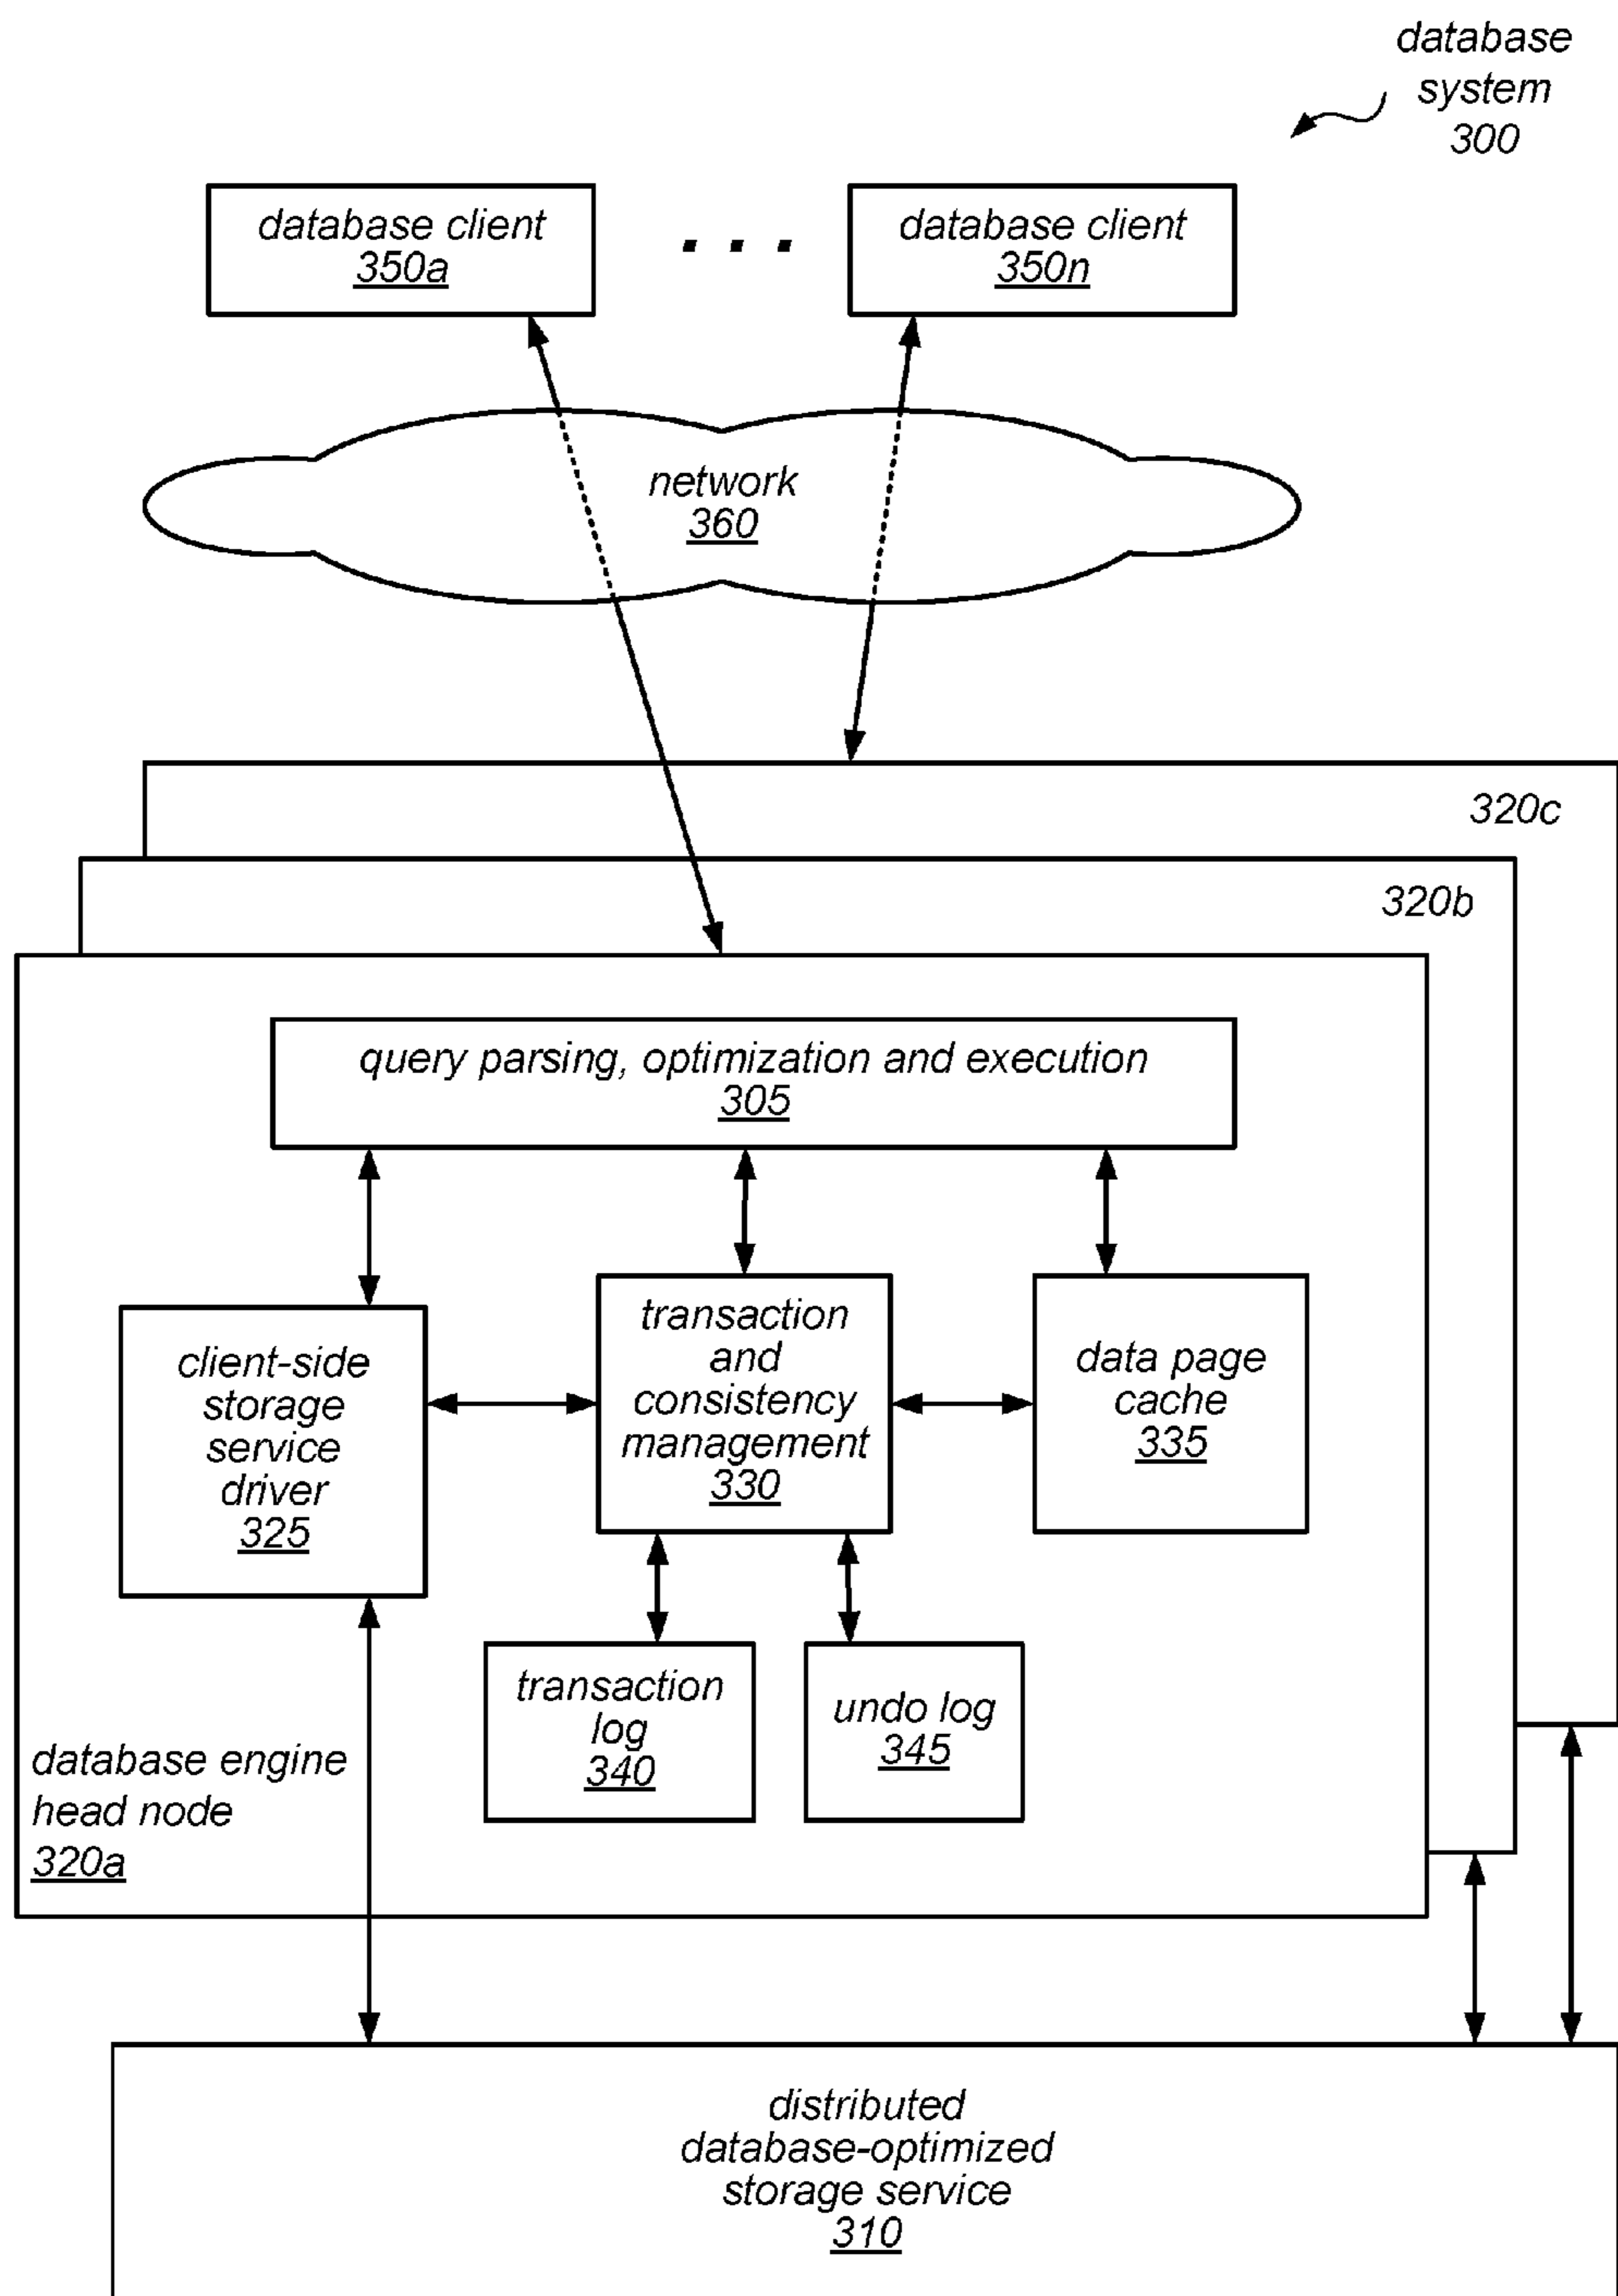 database
system
300
database client
350a
. . .
database client
350n
network
360
320c
320b
query parsing, optimization and execution
305
client-side
storage
service
driver
325
transaction
and
consistency
management
330
data page
cache
335
transaction
log
340
undo log
345
database engine
head node
320a
distributed
database-optimized
storage service
310